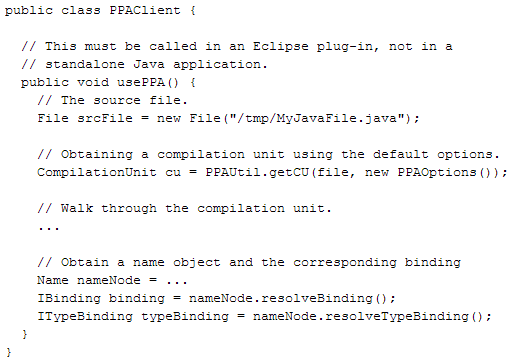 public class PPAClient {
// This must be called in an Eclipse plug-in, not in a
// standalone Java application.
public void usePPA() {
// The source file.
File srcFile = new File("/tmp/MyJavaFile.java");
// Obtaining a compilation unit using the default options.
CompilationUnit cu = PPAUtil.getCU(file, new PPAOptions());
// Walk through the compilation unit.
...
// Obtain a name object and the corresponding binding
Name nameNode = ...
IBinding binding = nameNode.resolveBinding();
ITypeBinding typeBinding = nameNode.resolveTypeBinding();
}
}